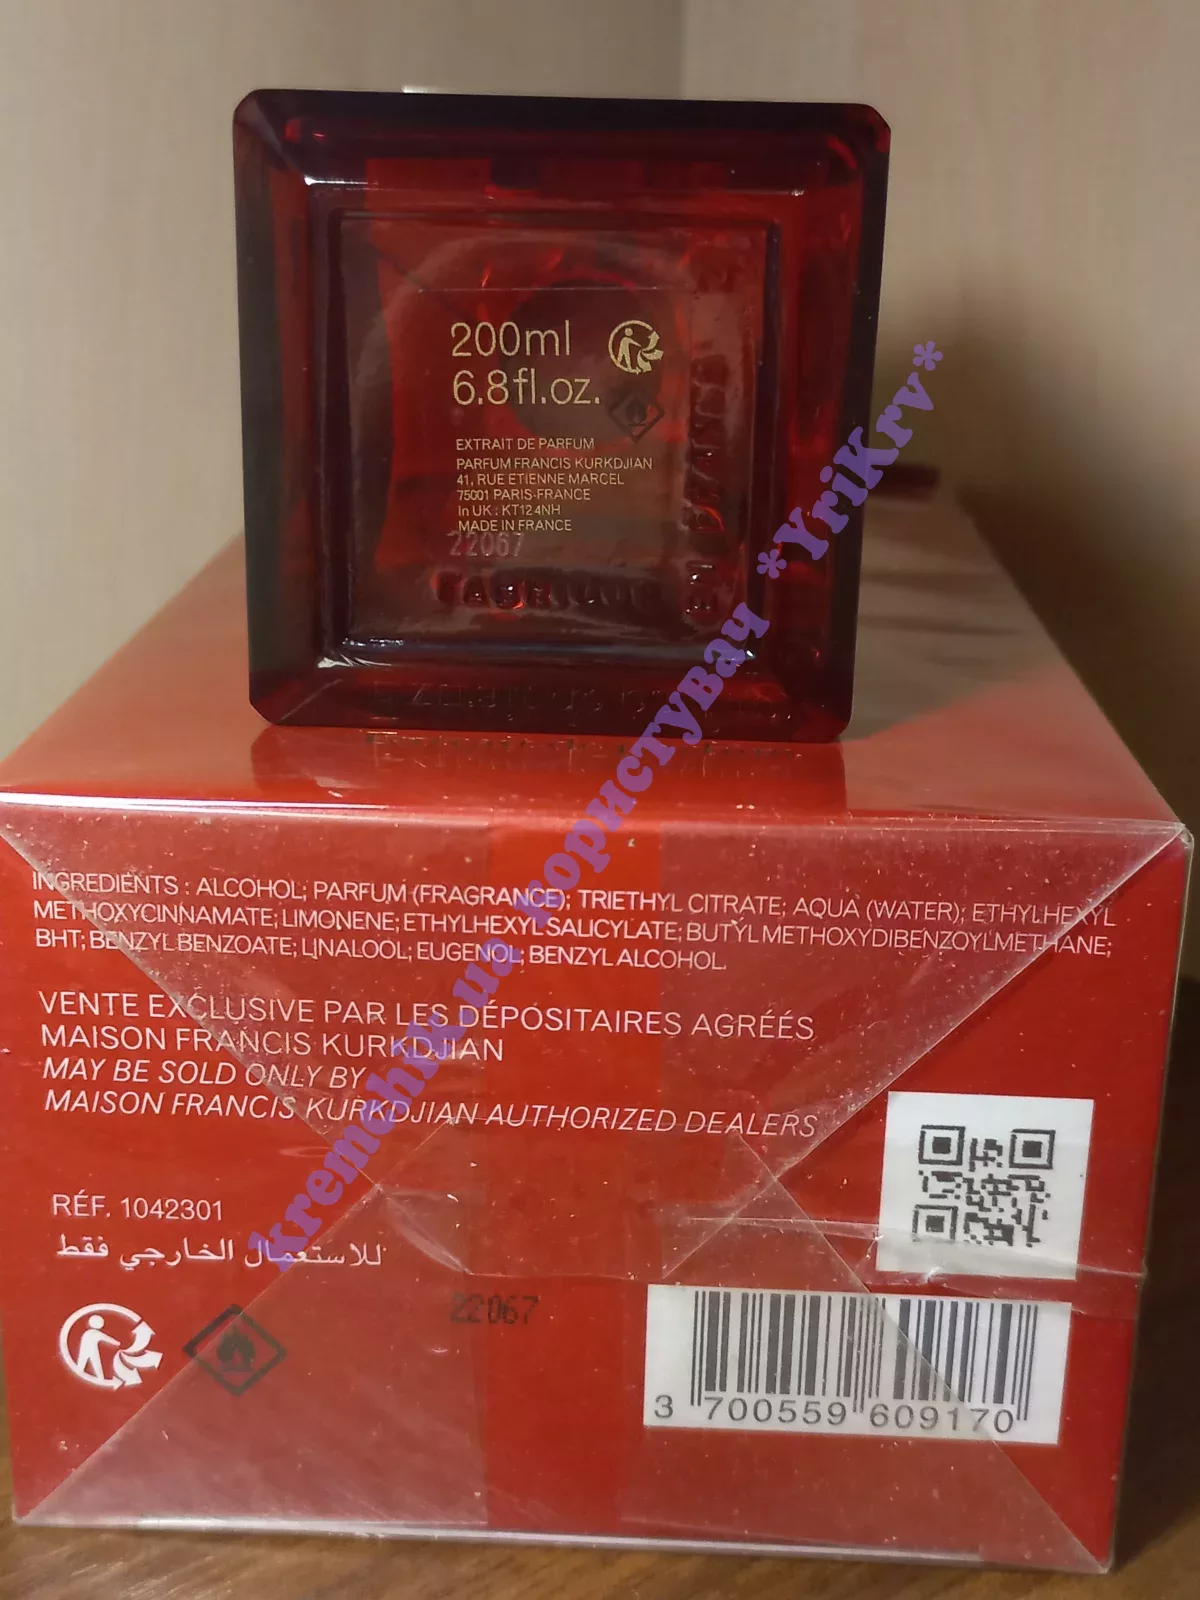 200ml
6.8fl.oz.
EXTRAIT DE PARFUM
PARFUM FRANCIS KURKDJIAN
41, RUE ETIENNE MARCEL
75001 PARIS-FRANCE
In UK : KT12 4NH
MADE IN FRANCE
22067
INGREDIENTS : ALCOHOL; PARFUM (FRAGRANCE); TRIETHYL CITRATE; AQUA (WATER); ETHYLHEXYL
METHOXYCINNAMATE; LIMONENE; ETHYLHEXYL SALICYLATE; BUTYL METHOXYDIBENZOYLMETHANE;
BHT; BENZYL BENZOATE; LINALOOL; EUGENOL; BENZYL ALCOHOL.
VENTE EXCLUSIVE PAR LES DÉPOSITAIRES AGRÉÉS
MAISON FRANCIS KURKDJIAN
MAY BE SOLD ONLY BY
MAISON FRANCIS KURKDJIAN AUTHORIZED DEALERS
RÉF. 1042301
للاستعمال الخارجي فقط
22067
3 700559 609170
kremshk.ua користувач *YriKrv*